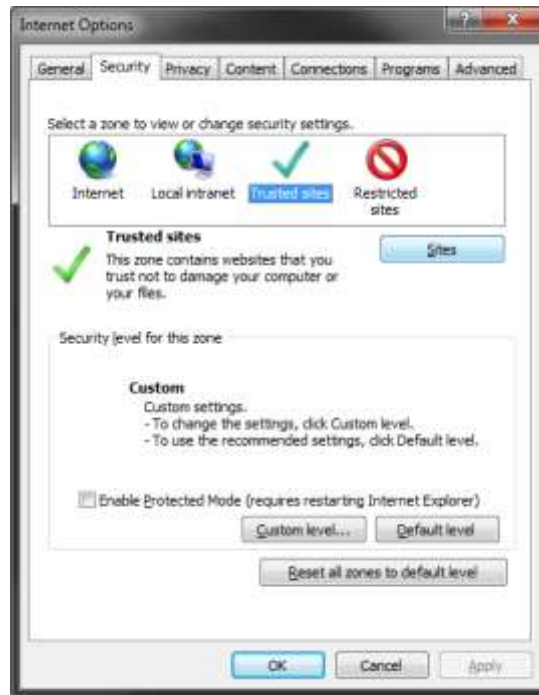 Internet Options
General Security Privacy Content Connections Programs Advanced
Select a zone to view or change security settings.
Internet Local intranet Trusted sites Restricted sites
Trusted sites
Sites
This zone contains websites that you
trust not to damage your computer or
your files.
Security level for this zone
Custom
Custom settings.
- To change the settings, click Custom level.
- To use the recommended settings, click Default level.
Enable Protected Mode (requires restarting Internet Explorer)
Custom level... Default level
Reset all zones to default level
OK Cancel Apply